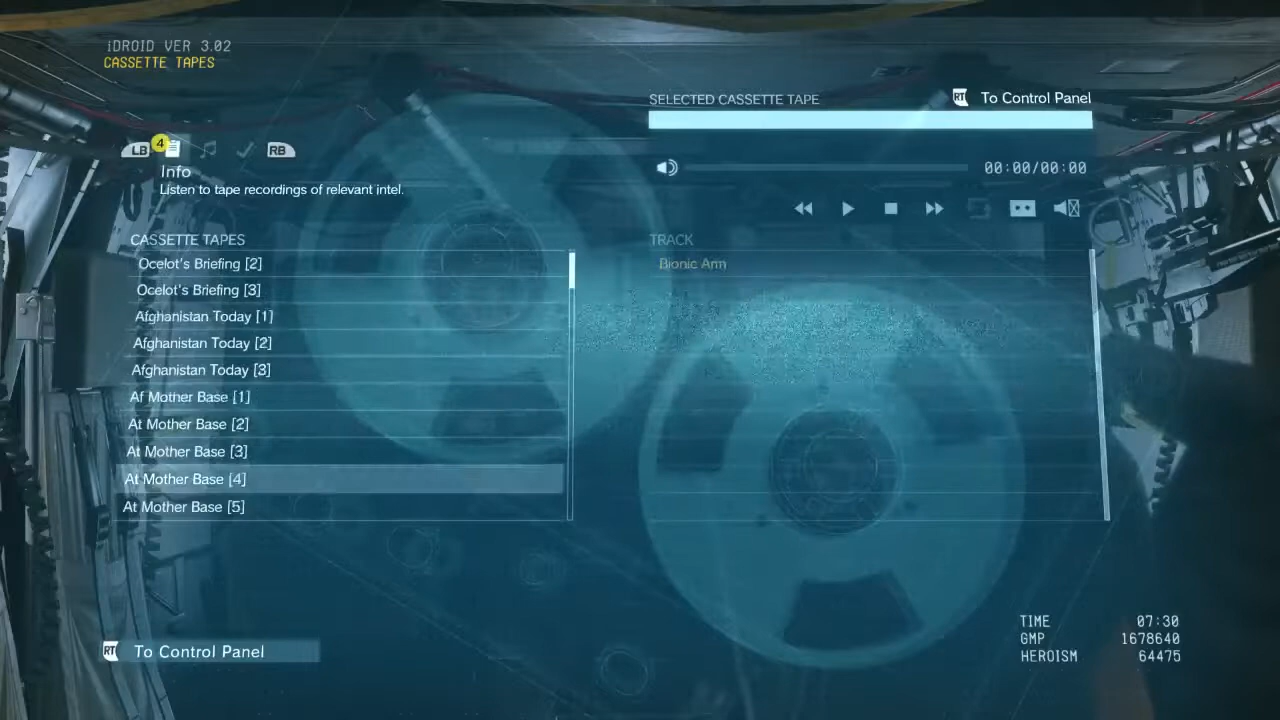 iDROID VER 3.02
CASSETTE TAPES
SELECTED CASSETTE TAPE
RT To Control Panel
LB 4 RB
Info
Listen to tape recordings of relevant intel.
00:00/00:00
CASSETTE TAPES
Ocelot's Briefing [2]
Ocelot's Briefing [3]
Afghanistan Today [1]
Afghanistan Today [2]
Afghanistan Today [3]
At Mother Base [1]
At Mother Base [2]
At Mother Base [3]
At Mother Base [4]
At Mother Base [5]
TRACK
Bionic Arm
RT To Control Panel
TIME 07:30
GMP 1678640
HEROISM 64475